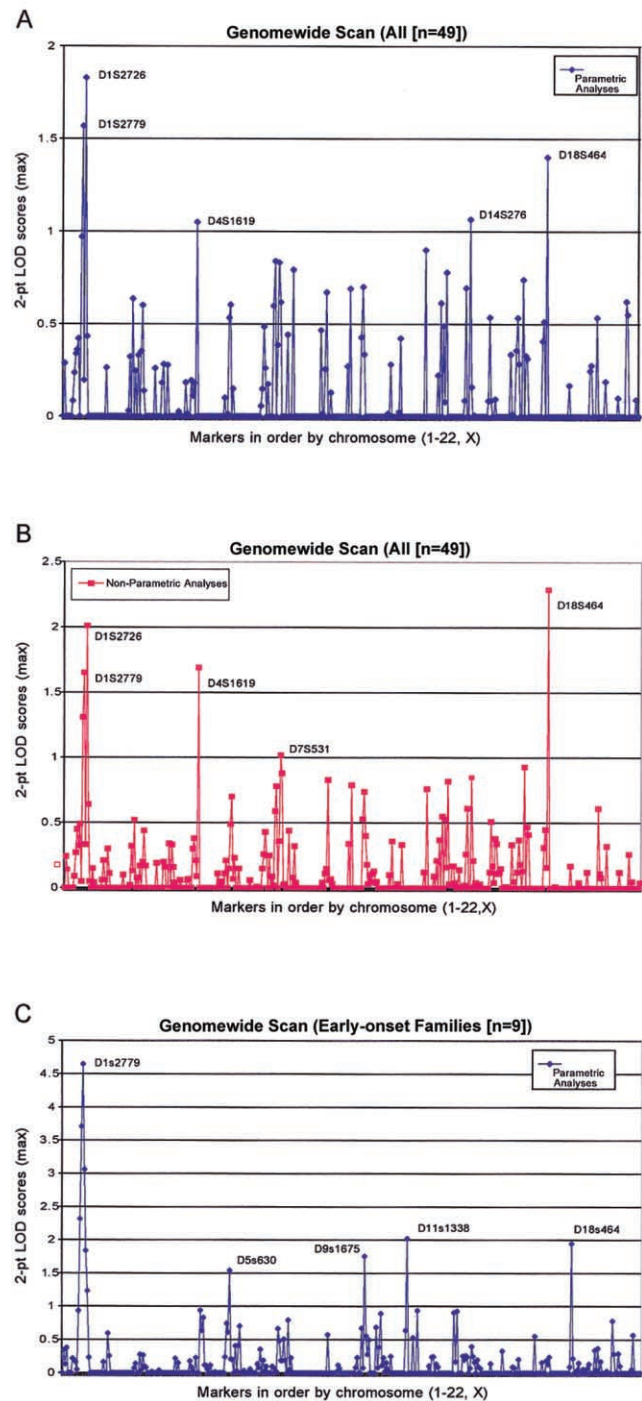 A
Genomewide Scan (All [n=49])
2-pt LOD scores (max)
2
1.5
1
0.5
0
D1S2726
D1S2779
D4S1619
D14S276
D18S464
Parametric
Analyses
Markers in order by chromosome (1-22, X)
B
Genomewide Scan (All [n=49])
2-pt LOD scores (max)
2.5
2
1.5
1
0.5
0
Non-Parametric Analyses
D1S2726
D1S2779
D4S1619
D7S531
D18S464
Markers in order by chromosome (1-22,X)
C
Genomewide Scan (Early-onset Families [n=9])
2-pt LOD scores (max)
5
4.5
4
3.5
3
2.5
2
1.5
1
0.5
0
D1s2779
D5s630
D9s1675
D11s1338
D18s464
Parametric
Analyses
Markers in order by chromosome (1-22, X)